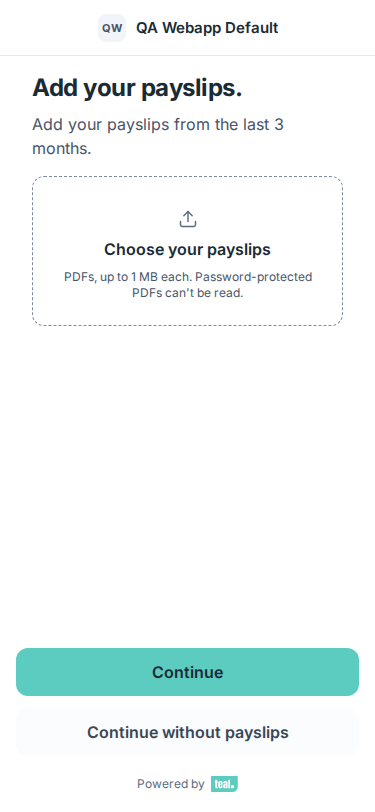 QW QA Webapp Default
Add your payslips.
Add your payslips from the last 3
months.
Choose your payslips
PDFs, up to 1 MB each. Password-protected
PDFs can't be read.
Continue
Continue without payslips
Powered by teal.